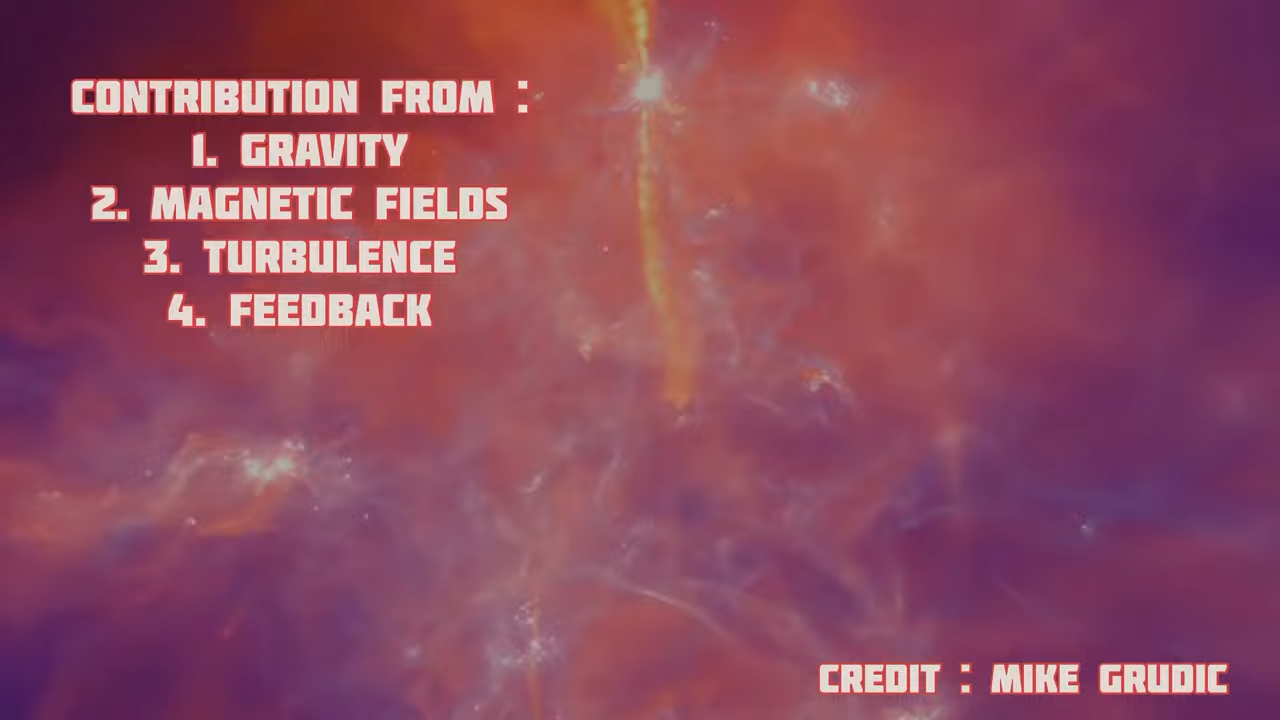 CONTRIBUTION FROM :
1. GRAVITY
2. MAGNETIC FIELDS
3. TURBULENCE
4. FEEDBACK
CREDIT : MIKE GRUDIC